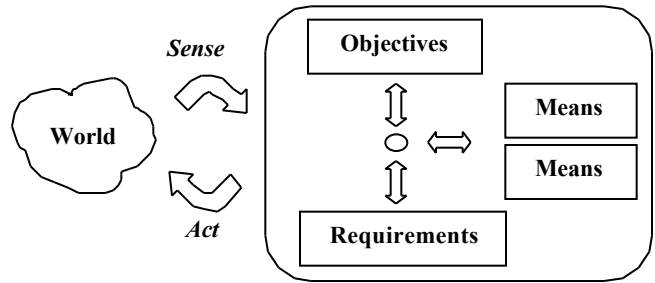 Sense
Objectives
World
Means
Means
Act
Requirements